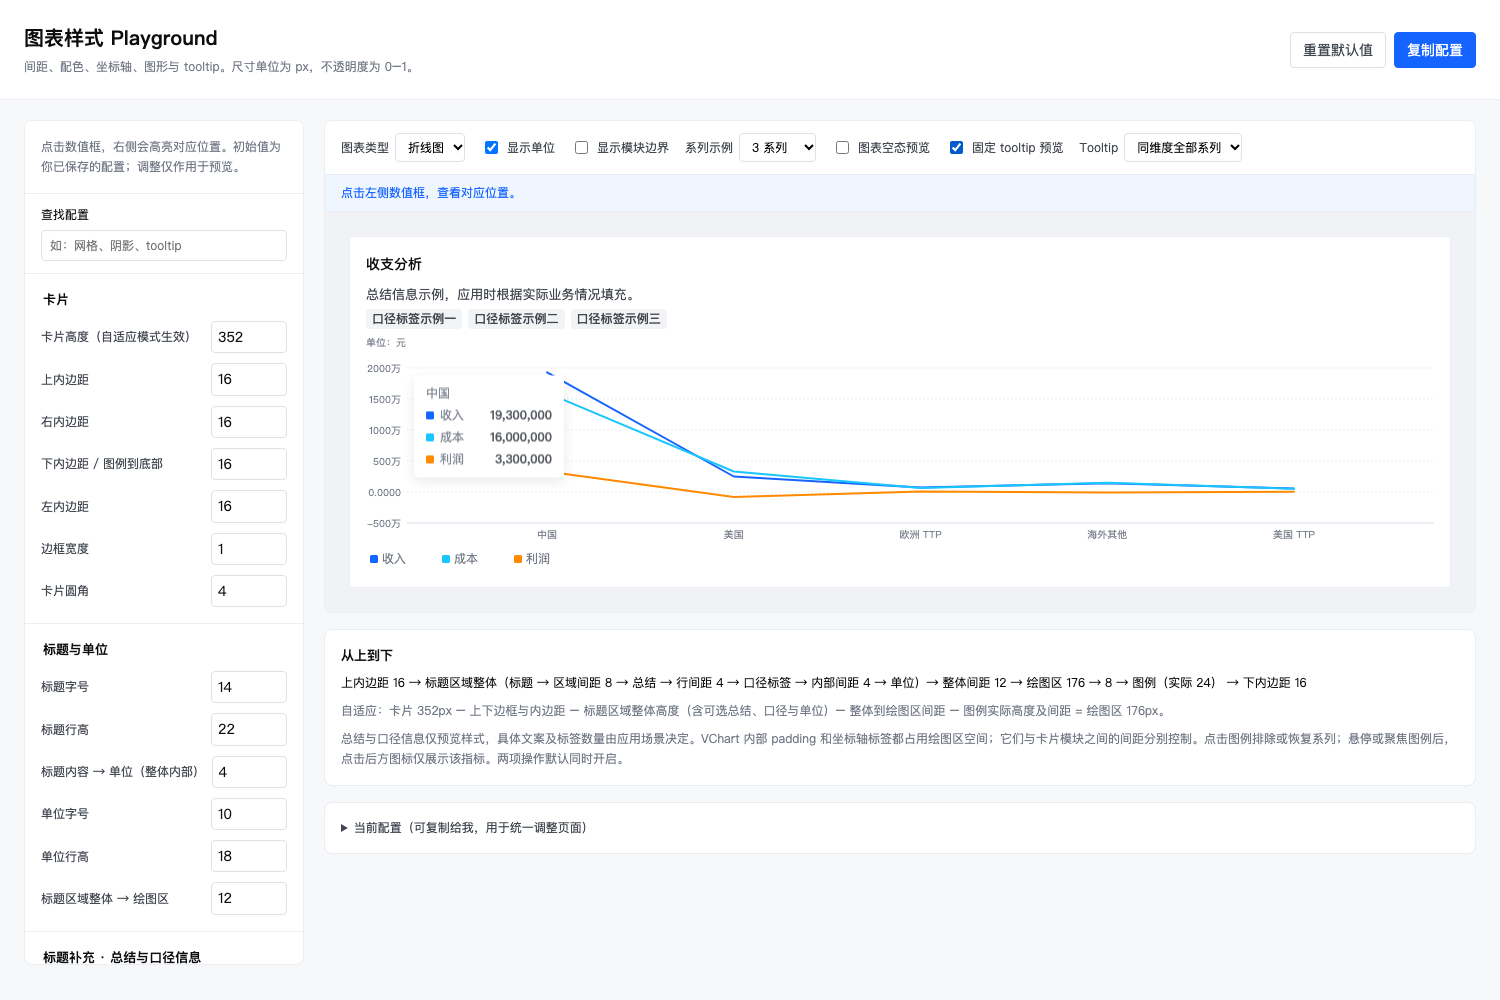 图表样式 Playground
间距、配色、坐标轴、图形与 tooltip。尺寸单位为 px，不透明度为 0—1。
重置默认值
复制配置
点击数值框，右侧会高亮对应位置。初始值为
你已保存的配置；调整仅作用于预览。
查找配置
如：网格、阴影、tooltip
卡片
卡片高度（自适应模式生效） 352
上内边距 16
右内边距 16
下内边距 / 图例到底部 16
左内边距 16
边框宽度 1
卡片圆角 4
标题与单位
标题字号 14
标题行高 22
标题内容 → 单位（整体内部） 4
单位字号 10
单位行高 18
标题区域整体 → 绘图区 12
标题补充 · 总结与口径信息
图表类型 折线图 显示单位 显示模块边界 系列示例 3 系列 图表空态预览 固定 tooltip 预览 Tooltip 同维度全部系列
点击左侧数值框，查看对应位置。
收支分析
总结信息示例，应用时根据实际业务情况填充。
口径标签示例一 口径标签示例二 口径标签示例三
单位：元
2000万
1500万
1000万
500万
0.0000
−500万
中国
收入 19,300,000
成本 16,000,000
利润 3,300,000
中国 美国 欧洲 TTP 海外其他 美国 TTP
收入 成本 利润
从上到下
上内边距 16 → 标题区域整体（标题 → 区域间距 8 → 总结 → 行间距 4 → 口径标签 → 内部间距 4 → 单位）→ 整体间距 12 → 绘图区 176 → 8 → 图例（实际 24） → 下内边距 16
自适应：卡片 352px − 上下边框与内边距 − 标题区域整体高度（含可选总结、口径与单位）− 整体到绘图区间距 − 图例实际高度及间距 = 绘图区 176px。
总结与口径信息仅预览样式，具体文案及标签数量由应用场景决定。VChart 内部 padding 和坐标轴标签都占用绘图区空间；它们与卡片模块之间的间距分别控制。点击图例排除或恢复系列；悬停或聚焦图例后，
点击后方图标仅展示该指标。两项操作默认同时开启。
当前配置（可复制给我，用于统一调整页面）